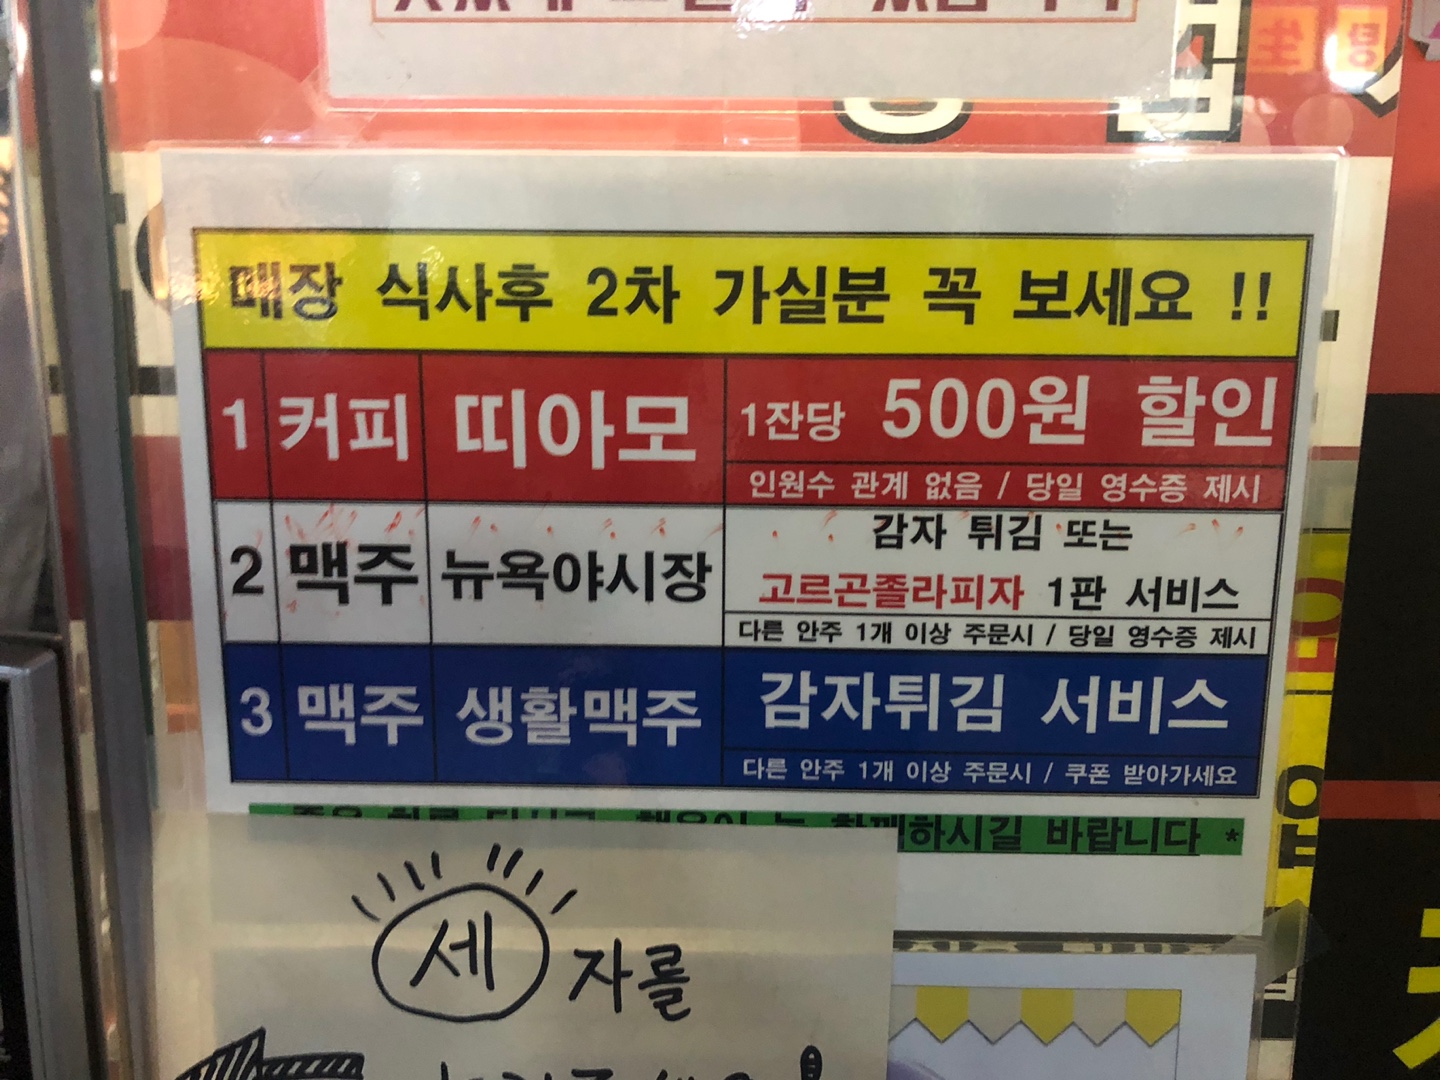 매장 식사후 2차 가실분 꼭 보세요 !!
1 커피 띠아모 1잔당 500원 할인
인원수 관계 없음 / 당일 영수증 제시
2 맥주 뉴욕야시장 감자 튀김 또는
고르곤졸라피자 1판 서비스
다른 안주 1개 이상 주문시 / 당일 영수증 제시
3 맥주 생활맥주 감자튀김 서비스
다른 안주 1개 이상 주문시 / 쿠폰 받아가세요
함께하시길 바랍니다 *
세 자를